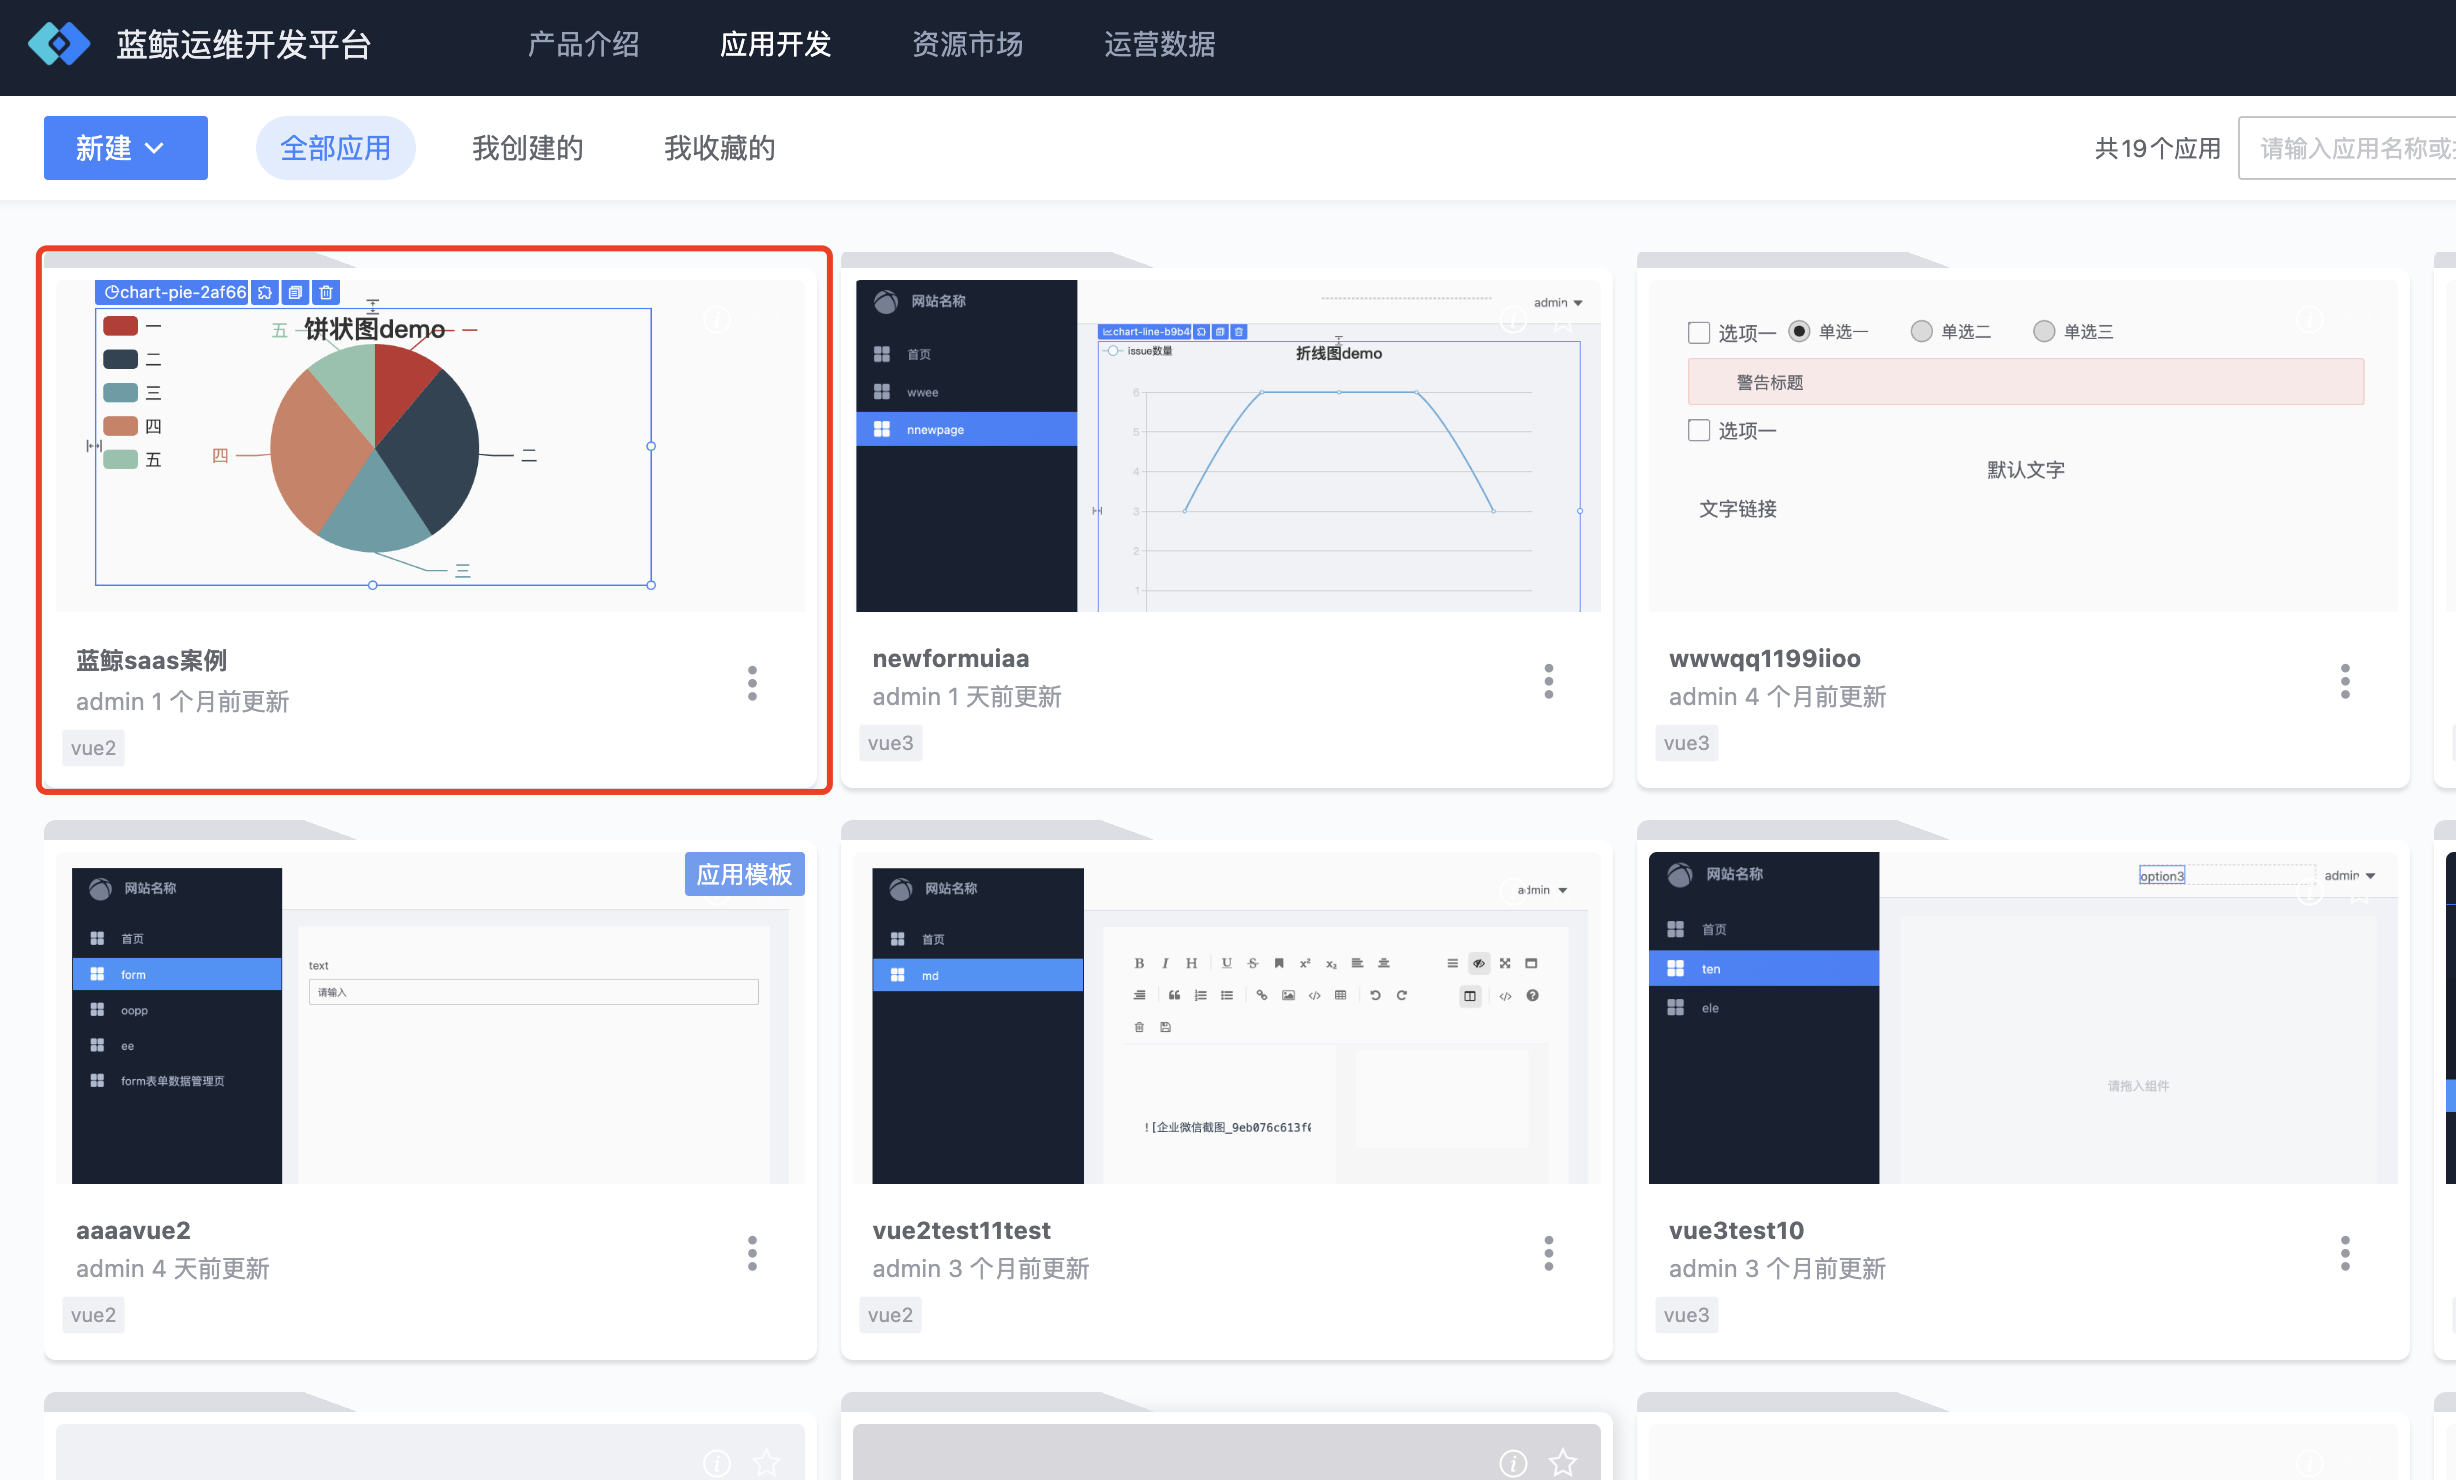 蓝鲸运维开发平台
产品介绍
应用开发
资源市场
运营数据
新建
全部应用
我创建的
我收藏的
共19个应用
请输入应用名称或
chart-pie-2af66
饼状图demo
一
二
三
四
五
五
一
四
二
三
蓝鲸saas案例
admin 1 个月前更新
vue2
网站名称
admin
首页
wwee
nnewpage
chart-line-b9b4
issue数量
折线图demo
6
5
4
3
2
1
newformuiaa
admin 1 天前更新
vue3
选项一
单选一
单选二
单选三
警告标题
选项一
默认文字
文字链接
wwwqq1199iioo
admin 4 个月前更新
vue3
应用模板
网站名称
首页
form
oopp
ee
form表单数据管理页
text
请输入
aaaavue2
admin 4 天前更新
vue2
网站名称
admin
首页
md
![企业微信截图_9eb076c613f
vue2test11test
admin 3 个月前更新
vue2
网站名称
option3
admin
首页
ten
ele
请拖入组件
vue3test10
admin 3 个月前更新
vue3